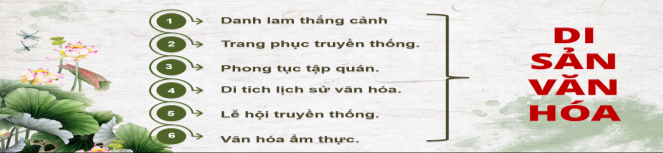 1 Danh lam thắng cảnh
2 Trang phục truyền thống.
3 Phong tục tập quán.
4 Di tích lịch sử văn hóa.
5 Lễ hội truyền thống.
6 Văn hóa ẩm thực.
DI
SẢN
VĂN
HÓA